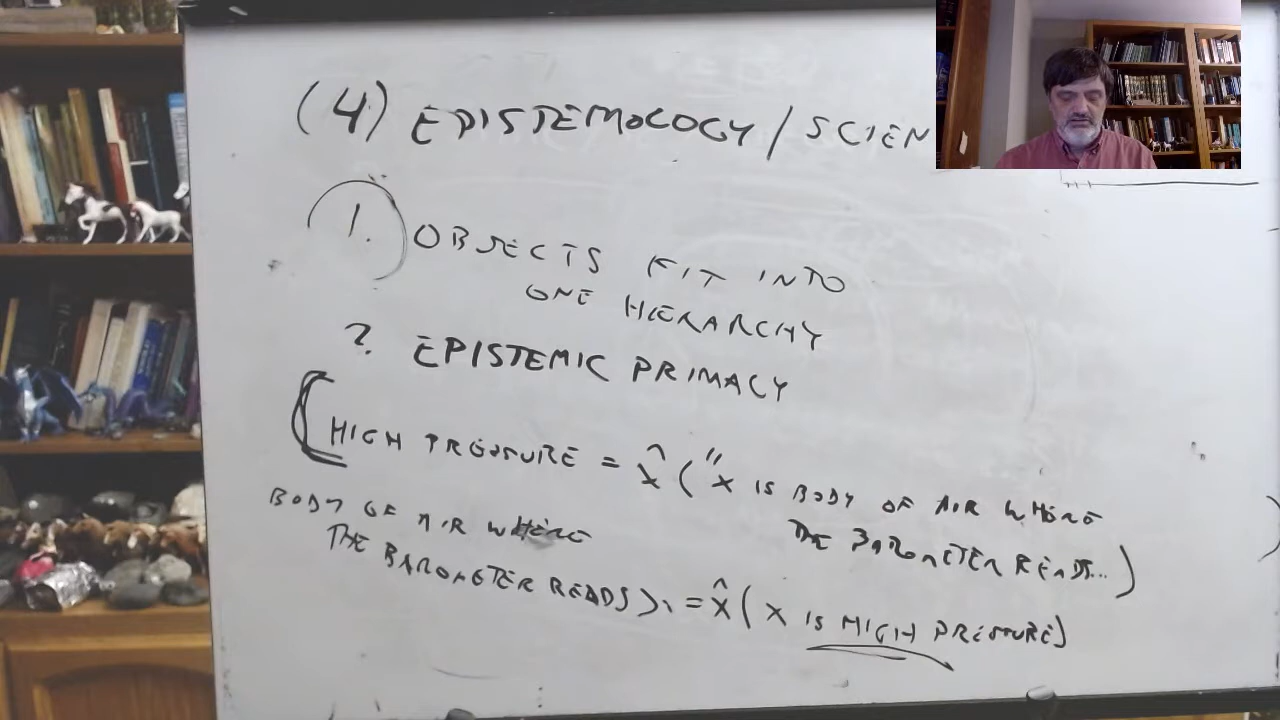 (4) EPISTEMOLOGY / SCIEN
1. OBJECTS FIT INTO
ONE HIERARCHY
2. EPISTEMIC PRIMACY
HIGH PRESSURE = x̂ ("x IS BODY OF AIR WHERE
THE BAROMETER READS...)
BODY OF AIR WHERE
THE BAROMETER READS >, = x̂ ( x IS HIGH PRESSURE)